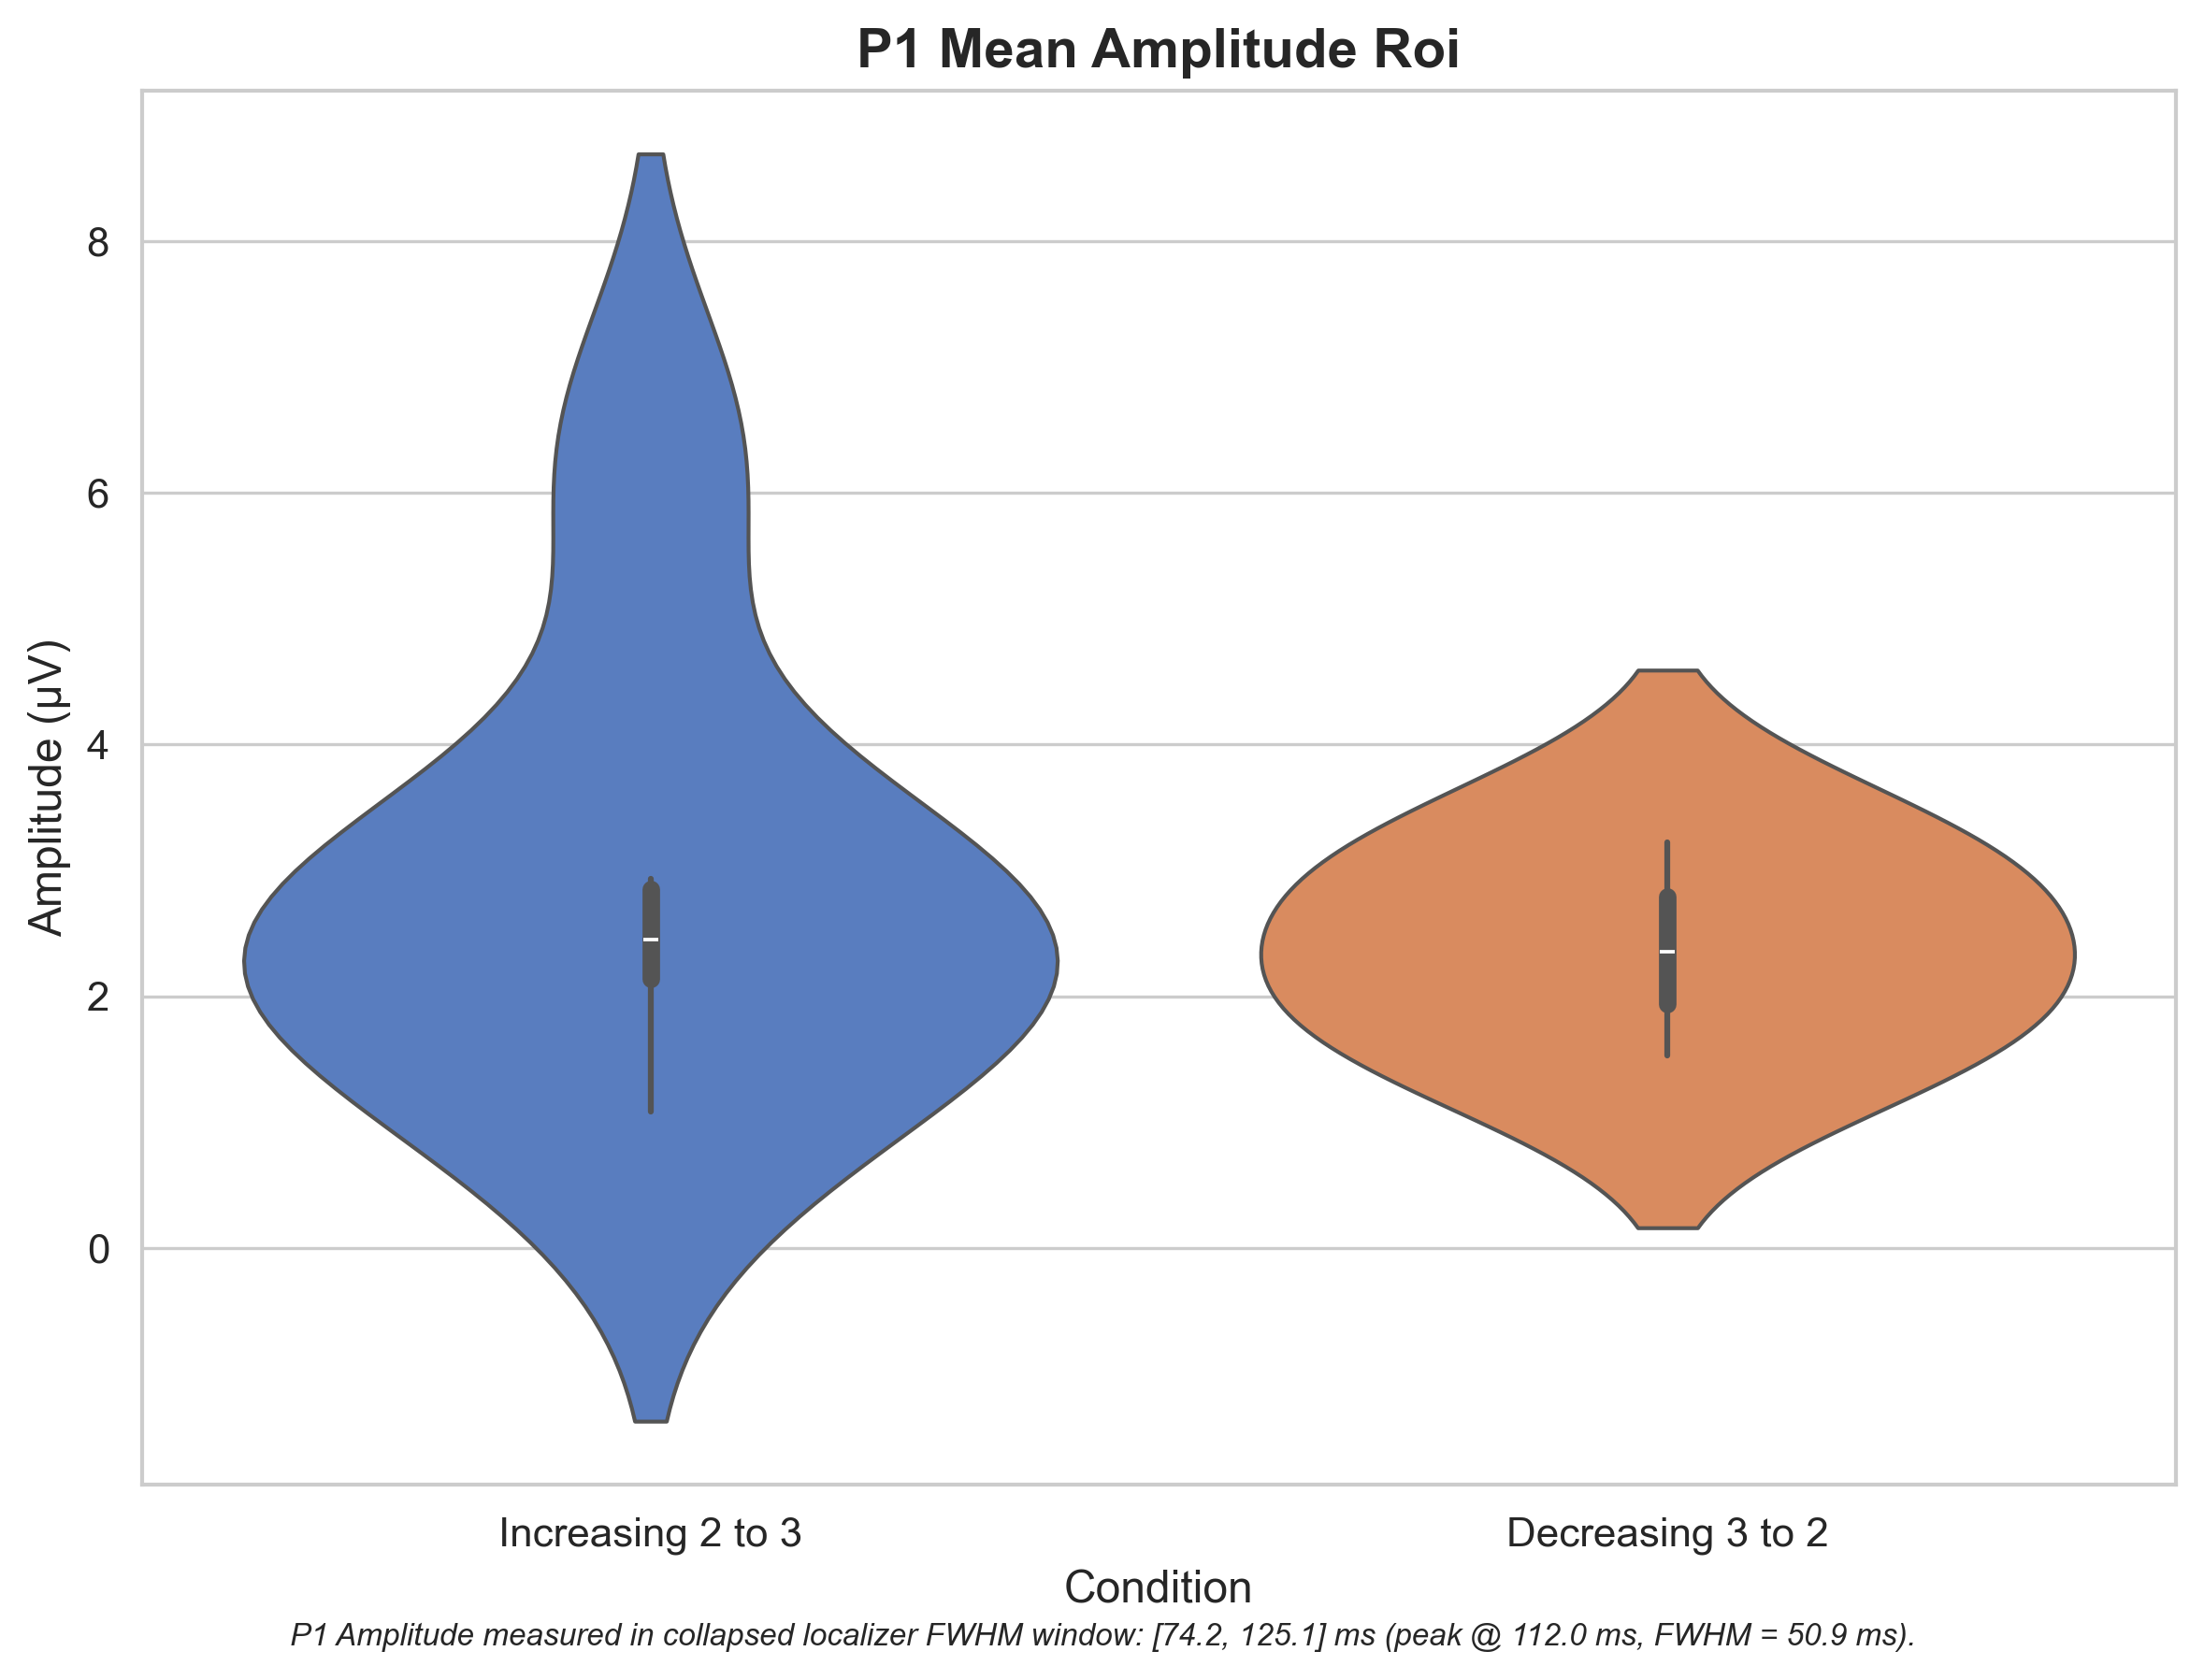 P1 Mean Amplitude Roi
Amplitude (µV)
8
6
4
2
0
Increasing 2 to 3
Decreasing 3 to 2
Condition
P1 Amplitude measured in collapsed localizer FWHM window: [74.2, 125.1] ms (peak @ 112.0 ms, FWHM = 50.9 ms).